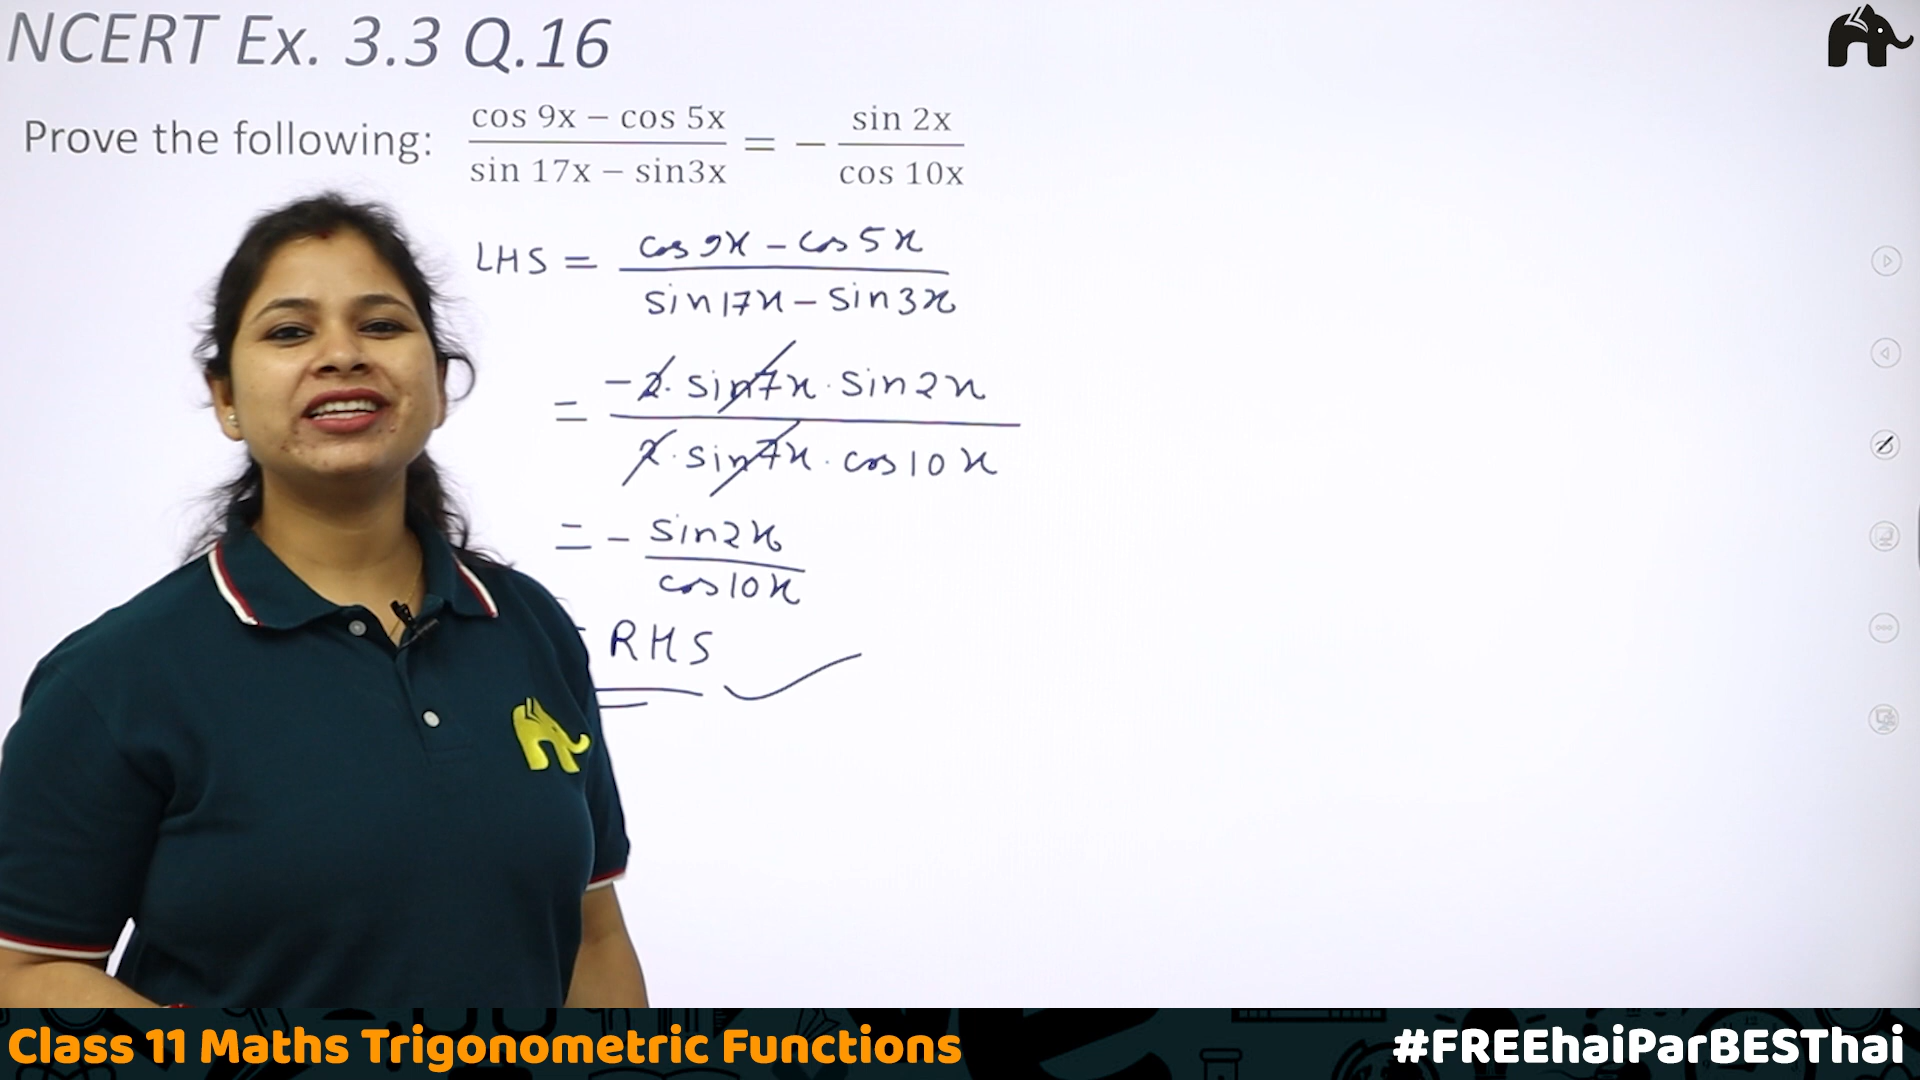 NCERT Ex. 3.3 Q.16
Prove the following: (cos 9x − cos 5x)/(sin 17x − sin3x) = − (sin 2x)/(cos 10x)
LHS = (cos 9x − cos 5x)/(sin 17x − sin 3x)
= (−2 · sin 7x · sin 2x)/(2 · sin 7x · cos 10x)
= − (sin 2x)/(cos 10x)
= RHS
Class 11 Maths Trigonometric Functions
#FREEhaiParBESThai